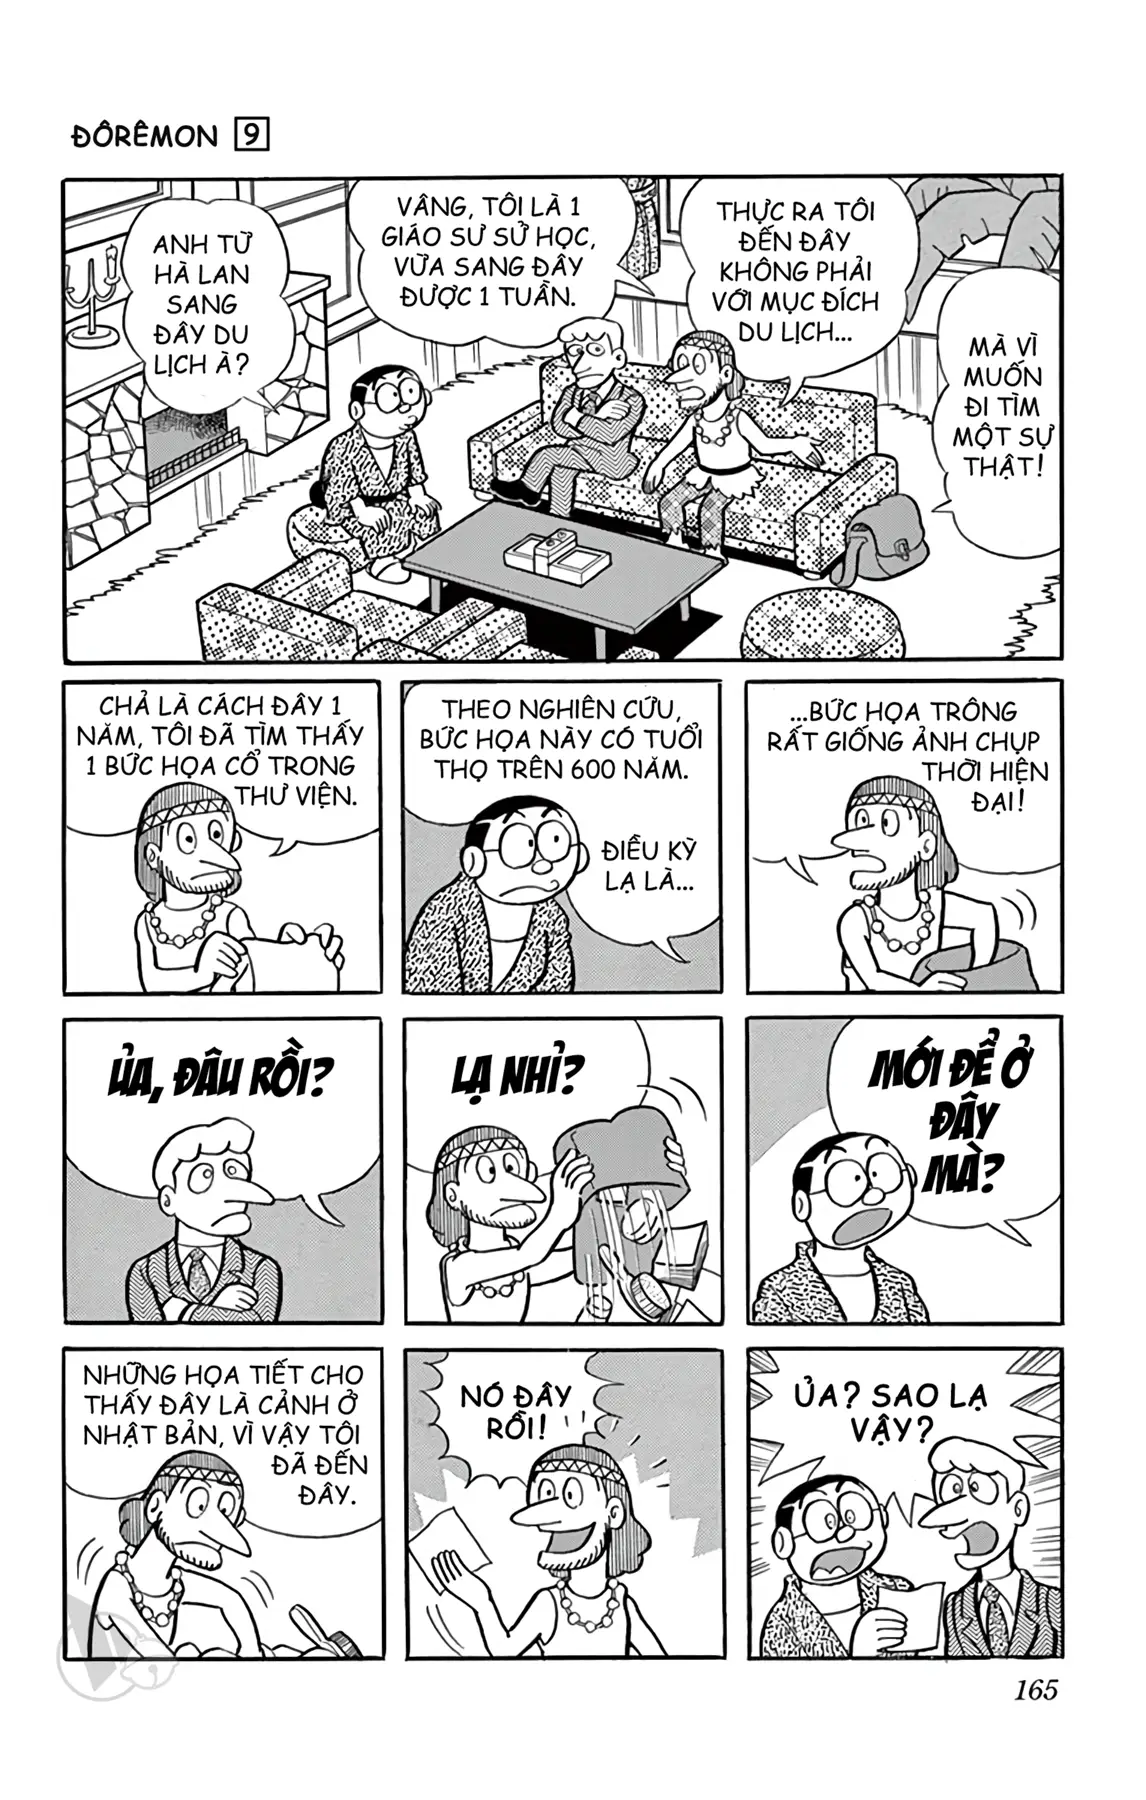 ĐÔRÊMON 9
ANH TỪ
HÀ LAN
SANG
ĐÂY DU
LỊCH À?
VÂNG, TÔI LÀ 1
GIÁO SƯ SỬ HỌC,
VỪA SANG ĐÂY
ĐƯỢC 1 TUẦN.
THỰC RA TÔI
ĐẾN ĐÂY
KHÔNG PHẢI
VỚI MỤC ĐÍCH
DU LỊCH...
MÀ VÌ
MUỐN
ĐI TÌM
MỘT SỰ
THẬT!
CHẢ LÀ CÁCH ĐÂY 1
NĂM, TÔI ĐÃ TÌM THẤY
1 BỨC HỌA CỔ TRONG
THƯ VIỆN.
THEO NGHIÊN CỨU,
BỨC HỌA NÀY CÓ TUỔI
THỌ TRÊN 600 NĂM.
ĐIỀU KỲ
LẠ LÀ...
...BỨC HỌA TRÔNG
RẤT GIỐNG ẢNH CHỤP
THỜI HIỆN
ĐẠI!
ỦA, ĐÂU RỒI?
LẠ NHỈ?
MỚI ĐỂ Ở
ĐÂY
MÀ?
NHỮNG HỌA TIẾT CHO
THẤY ĐÂY LÀ CẢNH Ở
NHẬT BẢN, VÌ VẬY TÔI
ĐÃ ĐẾN
ĐÂY.
NÓ ĐÂY
RỒI!
ỦA? SAO LẠ
VẬY?
165